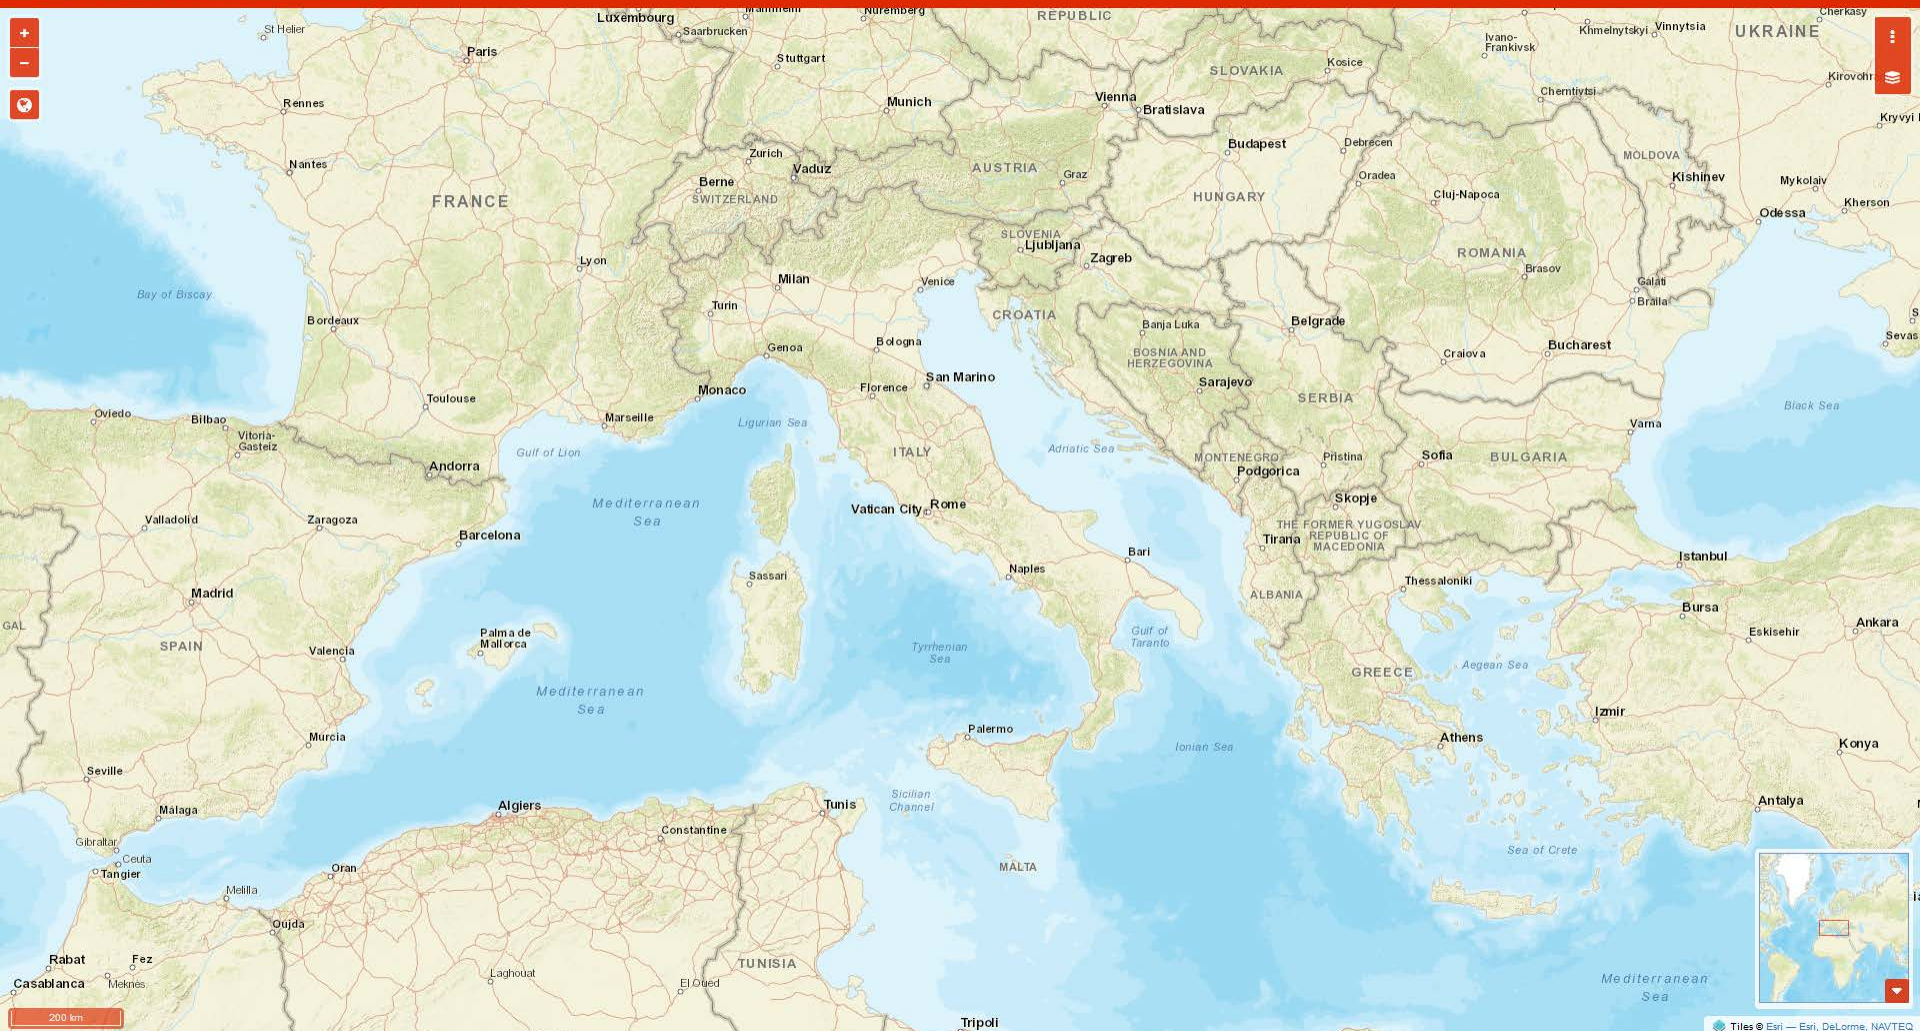 Luxembourg
Nuremberg
REPUBLIC
Cherkasy
St Helier
Saarbrucken
Khmelnytskyi
Vinnytsia
UKRAINE
Paris
Stuttgart
Ivano-
Frankivsk
SLOVAKIA
Kosice
Rennes
Munich
Vienna
Bratislava
Cherntivtsi
Nantes
Zurich
Vaduz
AUSTRIA
Budapest
Debrecen
MOLDOVA
Kishinev
Mykolaiv
Berne
SWITZERLAND
Graz
HUNGARY
Oradea
Cluj-Napoca
Kherson
Odessa
FRANCE
SLOVENIA
Ljubljana
Zagreb
ROMANIA
Brasov
Lyon
Milan
Venice
Galati
Braila
Bay of Biscay
Turin
CROATIA
Banja Luka
Belgrade
Bordeaux
Genoa
Bologna
BOSNIA AND
HERZEGOVINA
Craiova
Bucharest
Toulouse
Monaco
Florence
San Marino
Sarajevo
SERBIA
Black Sea
Oviedo
Bilbao
Vitoria-
Gasteiz
Marseille
Ligurian Sea
Varna
Andorra
Gulf of Lion
ITALY
Adriatic Sea
MONTENEGRO
Podgorica
Pristina
Sofia
BULGARIA
Mediterranean
Sea
Vatican City
Rome
Skopje
Valladolid
Zaragoza
Barcelona
THE FORMER YUGOSLAV
REPUBLIC OF
MACEDONIA
Tirana
Bari
Istanbul
Sassari
Naples
Thessaloniki
Madrid
ALBANIA
Bursa
Ankara
SPAIN
Palma de
Mallorca
Gulf of
Taranto
Eskisehir
Valencia
Tyrrhenian
Sea
GREECE
Aegean Sea
Mediterranean
Sea
Izmir
Murcia
Palermo
Ionian Sea
Athens
Konya
Seville
Málaga
Algiers
Tunis
Sicilian
Channel
Antalya
Gibraltar
Constantine
Ceuta
Tangier
Oran
MALTA
Sea of Crete
Melilla
Oujda
Rabat
Fez
TUNISIA
Casablanca
Meknes
Laghouat
El Oued
Mediterranean
Sea
200 km
Tripoli
Tiles © Esri — Esri, DeLorme, NAVTEQ